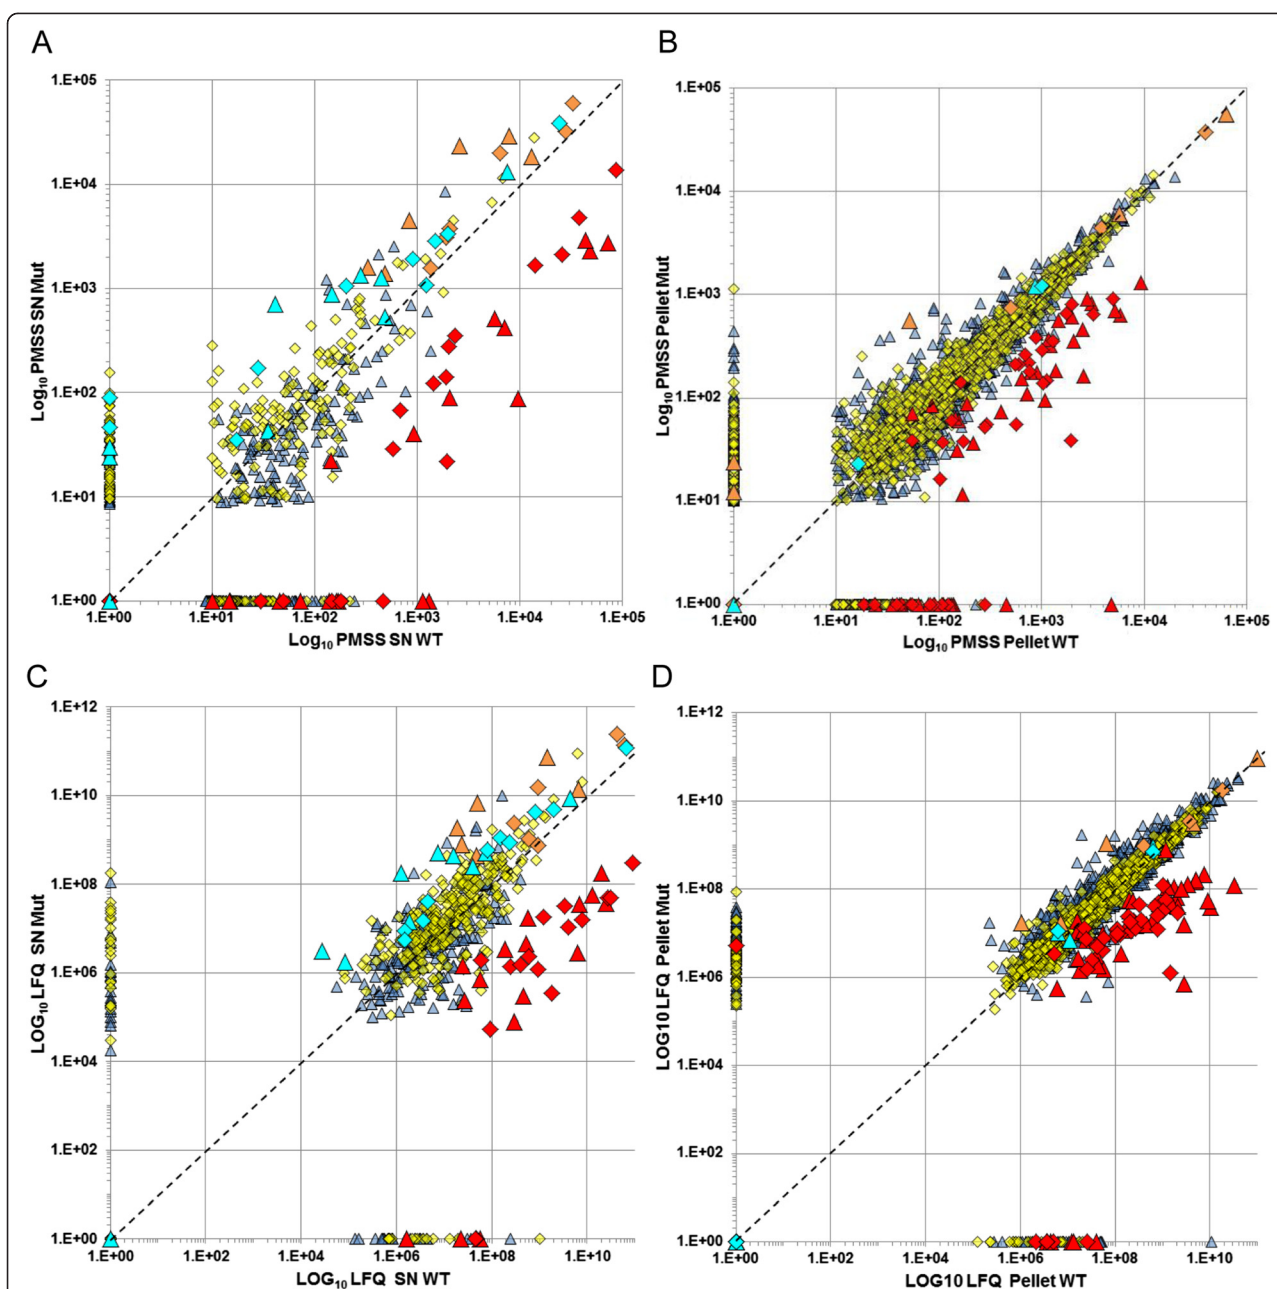 A
B
1.E+05
1.E+04
1.E+03
1.E+02
1.E+01
1.E+00
Log₁₀ PMSS SN Mut
1.E+00
1.E+01
1.E+02
1.E+03
1.E+04
1.E+05
Log₁₀ PMSS SN WT
1.E+05
1.E+04
1.E+03
1.E+02
1.E+01
1.E+00
Log₁₀ PMSS Pellet Mut
1.E+00
1.E+01
1.E+02
1.E+03
1.E+04
1.E+05
Log₁₀ PMSS Pellet WT
C
D
1.E+12
1.E+10
1.E+08
1.E+06
1.E+04
1.E+02
1.E+00
LOG₁₀ LFQ SN Mut
1.E+00
1.E+02
1.E+04
1.E+06
1.E+08
1.E+10
LOG₁₀ LFQ SN WT
1.E+12
1.E+10
1.E+08
1.E+06
1.E+04
1.E+02
1.E+00
LOG10 LFQ Pellet Mut
1.E+00
1.E+02
1.E+04
1.E+06
1.E+08
1.E+10
LOG10 LFQ Pellet WT